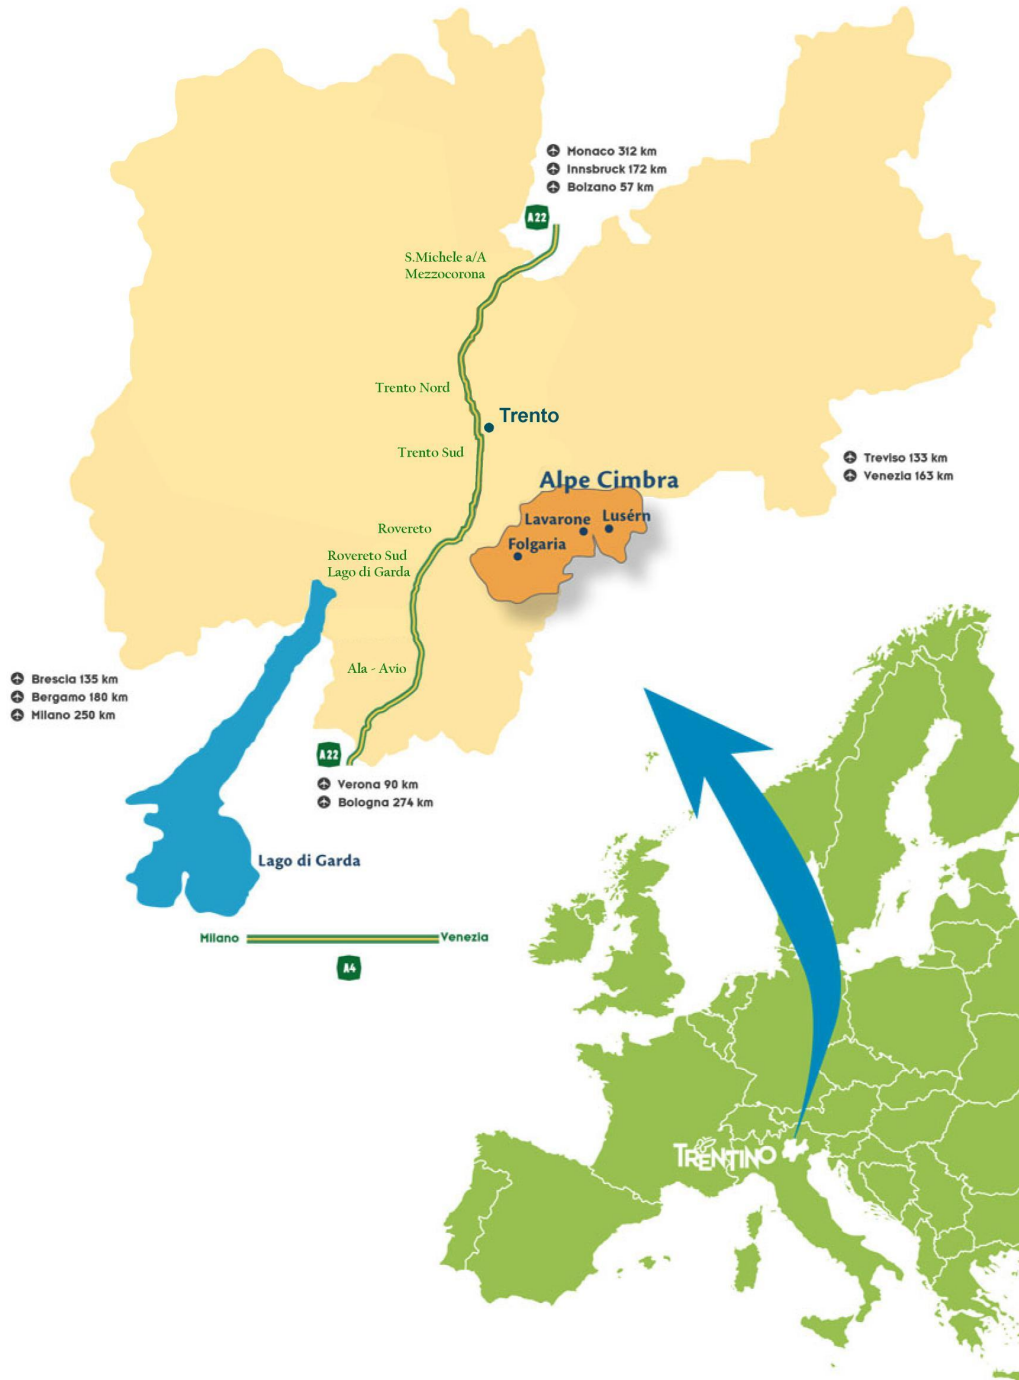 Monaco 312 km
Innsbruck 172 km
Bolzano 57 km
A22
S.Michele a/A
Mezzocorona
Trento Nord
Trento
Trento Sud
Treviso 133 km
Venezia 163 km
Alpe Cimbra
Lavarone
Lusérn
Folgaria
Rovereto
Rovereto Sud
Lago di Garda
Ala - Avio
Brescia 135 km
Bergamo 180 km
Milano 250 km
A22
Verona 90 km
Bologna 274 km
Lago di Garda
Milano
Venezia
A4
TRENTINO